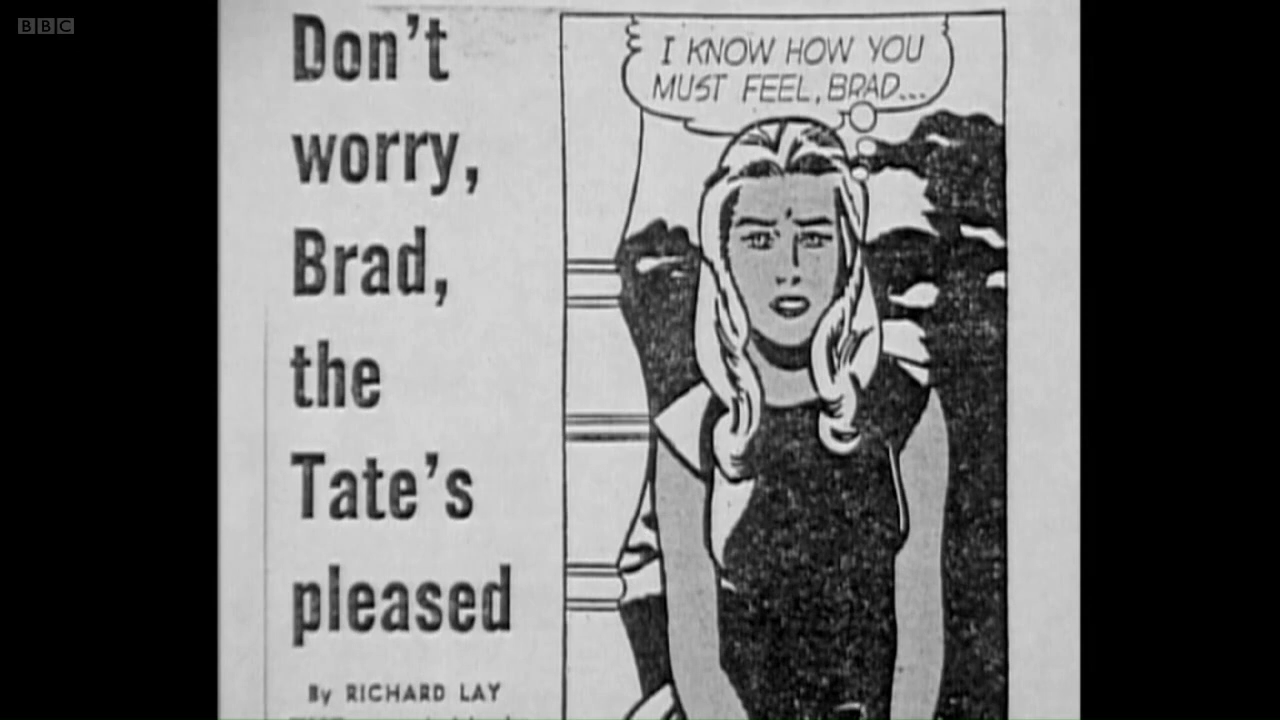 BBC
Don't
worry,
Brad,
the
Tate's
pleased
By RICHARD LAY
I KNOW HOW YOU
MUST FEEL, BRAD...